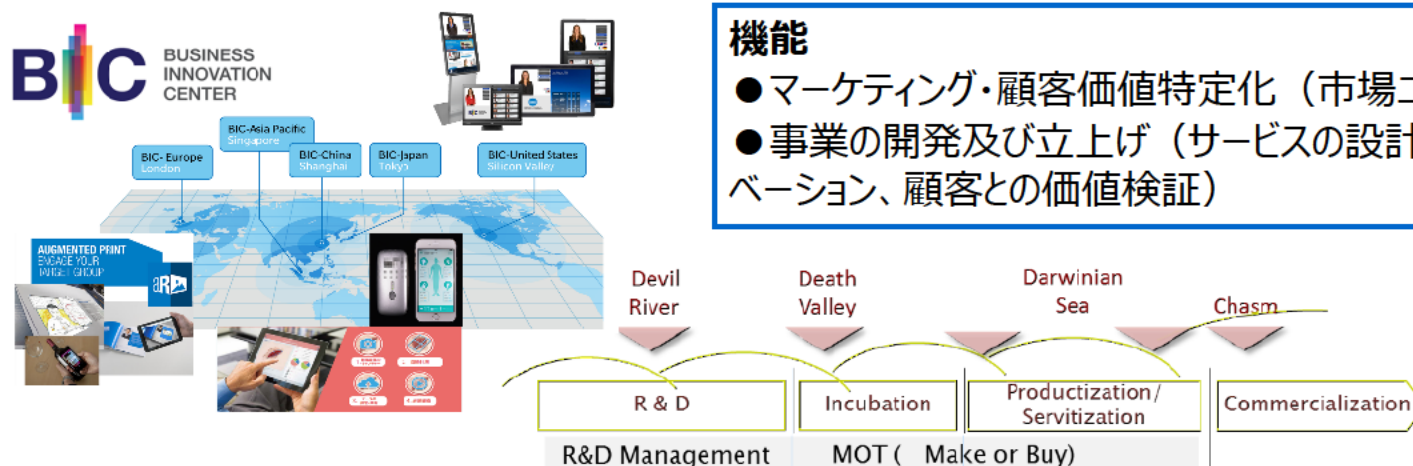 BIC BUSINESS
INNOVATION
CENTER
機能
●マーケティング・顧客価値特定化（市場
●事業の開発及び立上げ（サービスの設計
ベーション、顧客との価値検証）
BIC-Asia Pacific
Singapore
BIC- Europe
London
BIC-China
Shanghai
BIC-Japan
Tokyo
BIC-United States
Silicon Valley
AUGMENTED PRINT
ENGAGE YOUR
TARGET GROUP
aR
Devil
River
Death
Valley
Darwinian
Sea
Chasm
R & D
Incubation
Productization/
Servitization
Commercialization
R&D Management
MOT ( Make or Buy)